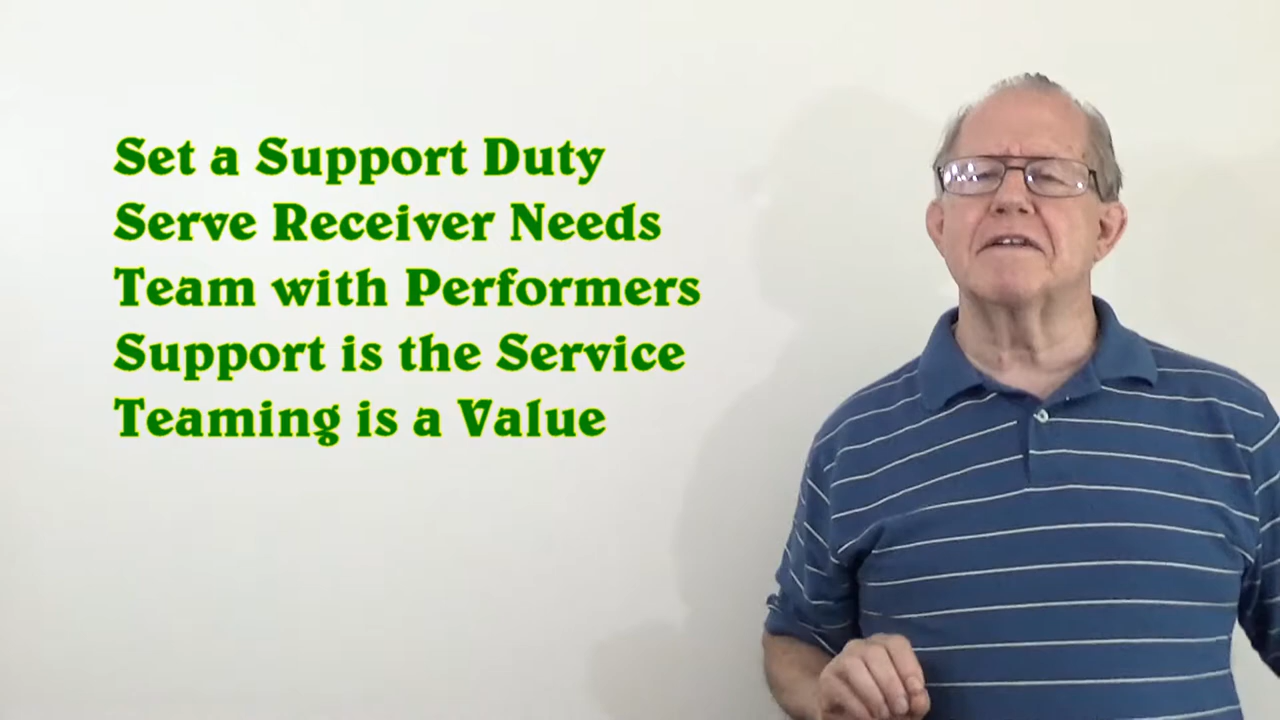 Set a Support Duty
Serve Receiver Needs
Team with Performers
Support is the Service
Teaming is a Value